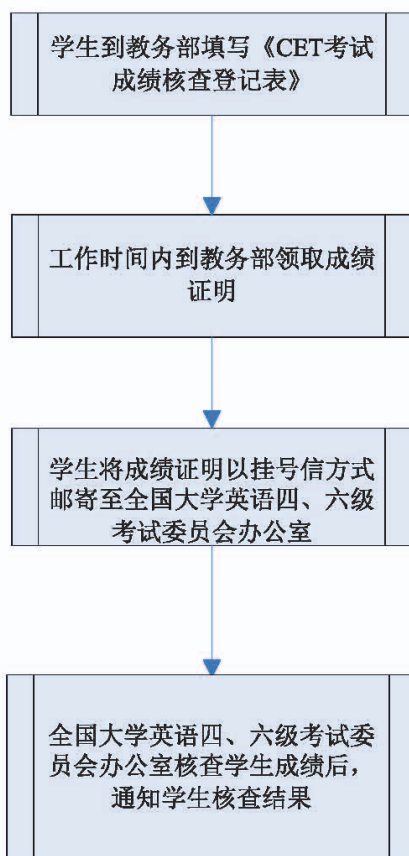 学生到教务部填写《CET考试
成绩核查登记表》
工作时间内到教务部领取成绩
证明
学生将成绩证明以挂号信方式
邮寄至全国大学英语四、六级
考试委员会办公室
全国大学英语四、六级考试委
员会办公室核查学生成绩后，
通知学生核查结果